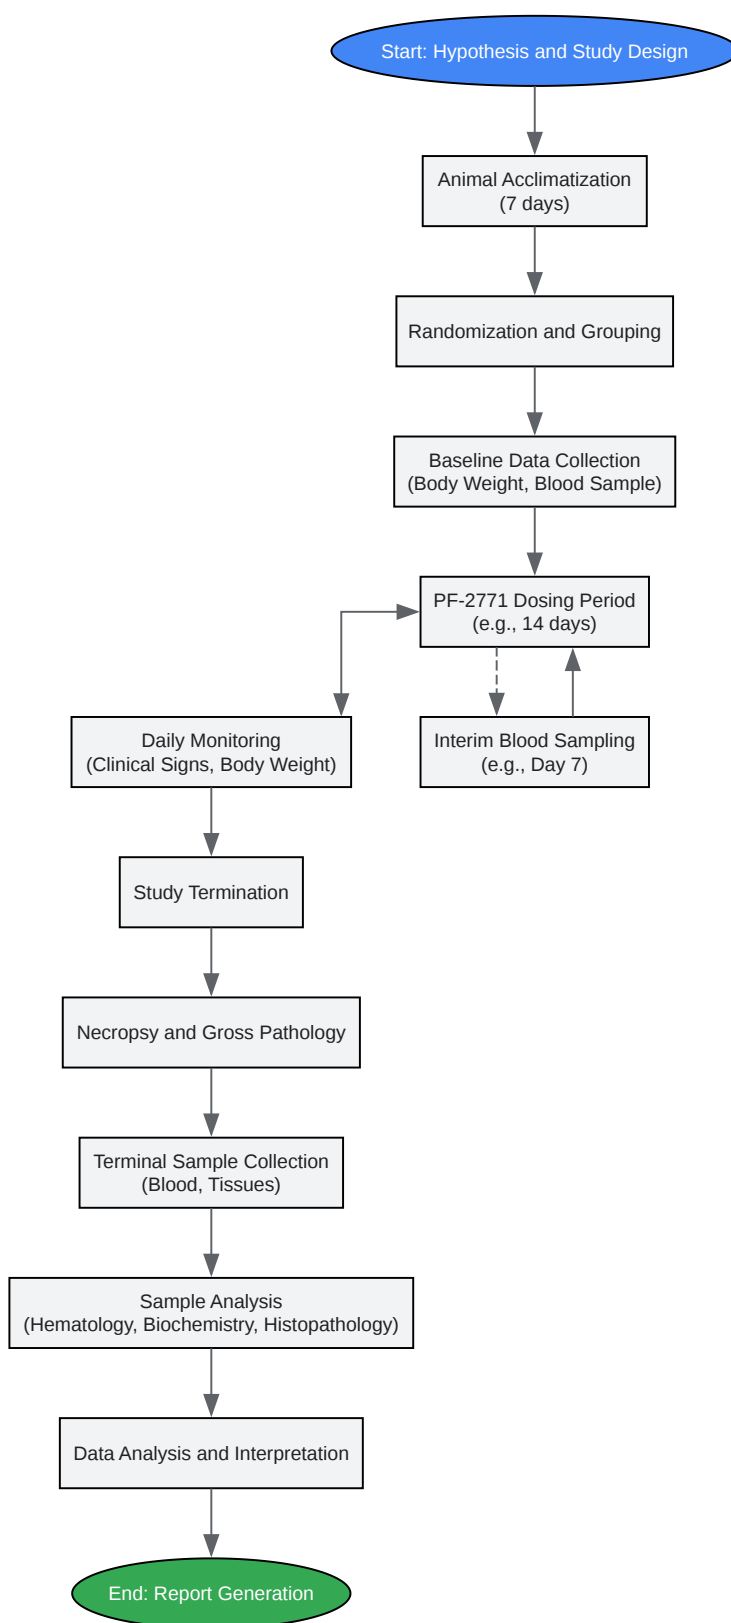 Start: Hypothesis and Study Design
Animal Acclimatization
(7 days)
Randomization and Grouping
Baseline Data Collection
(Body Weight, Blood Sample)
PF-2771 Dosing Period
(e.g., 14 days)
Daily Monitoring
(Clinical Signs, Body Weight)
Interim Blood Sampling
(e.g., Day 7)
Study Termination
Necropsy and Gross Pathology
Terminal Sample Collection
(Blood, Tissues)
Sample Analysis
(Hematology, Biochemistry, Histopathology)
Data Analysis and Interpretation
End: Report Generation